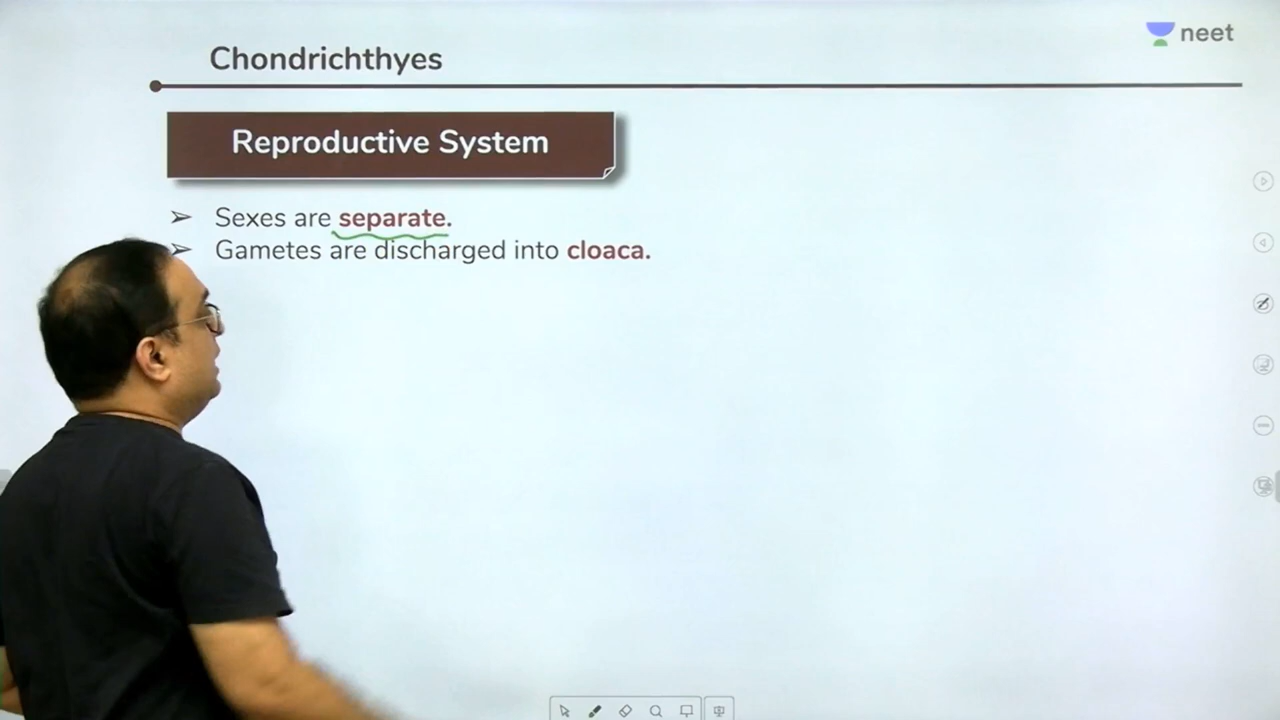 neet
Chondrichthyes
Reproductive System
➢ Sexes are separate.
➢ Gametes are discharged into cloaca.